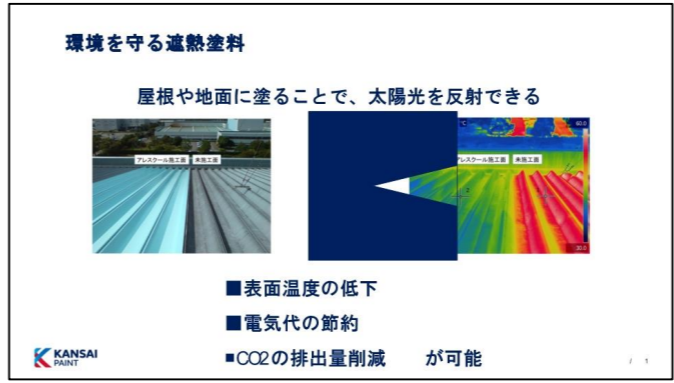 環境を守る遮熱塗料
屋根や地面に塗ることで、太陽光を反射できる
アレスクール施工面 未施工面
℃ 60.0
アレスクール施工面 未施工面
30.0
■表面温度の低下
■電気代の節約
■CO2の排出量削減 が可能
KANSAI
PAINT
/ 1